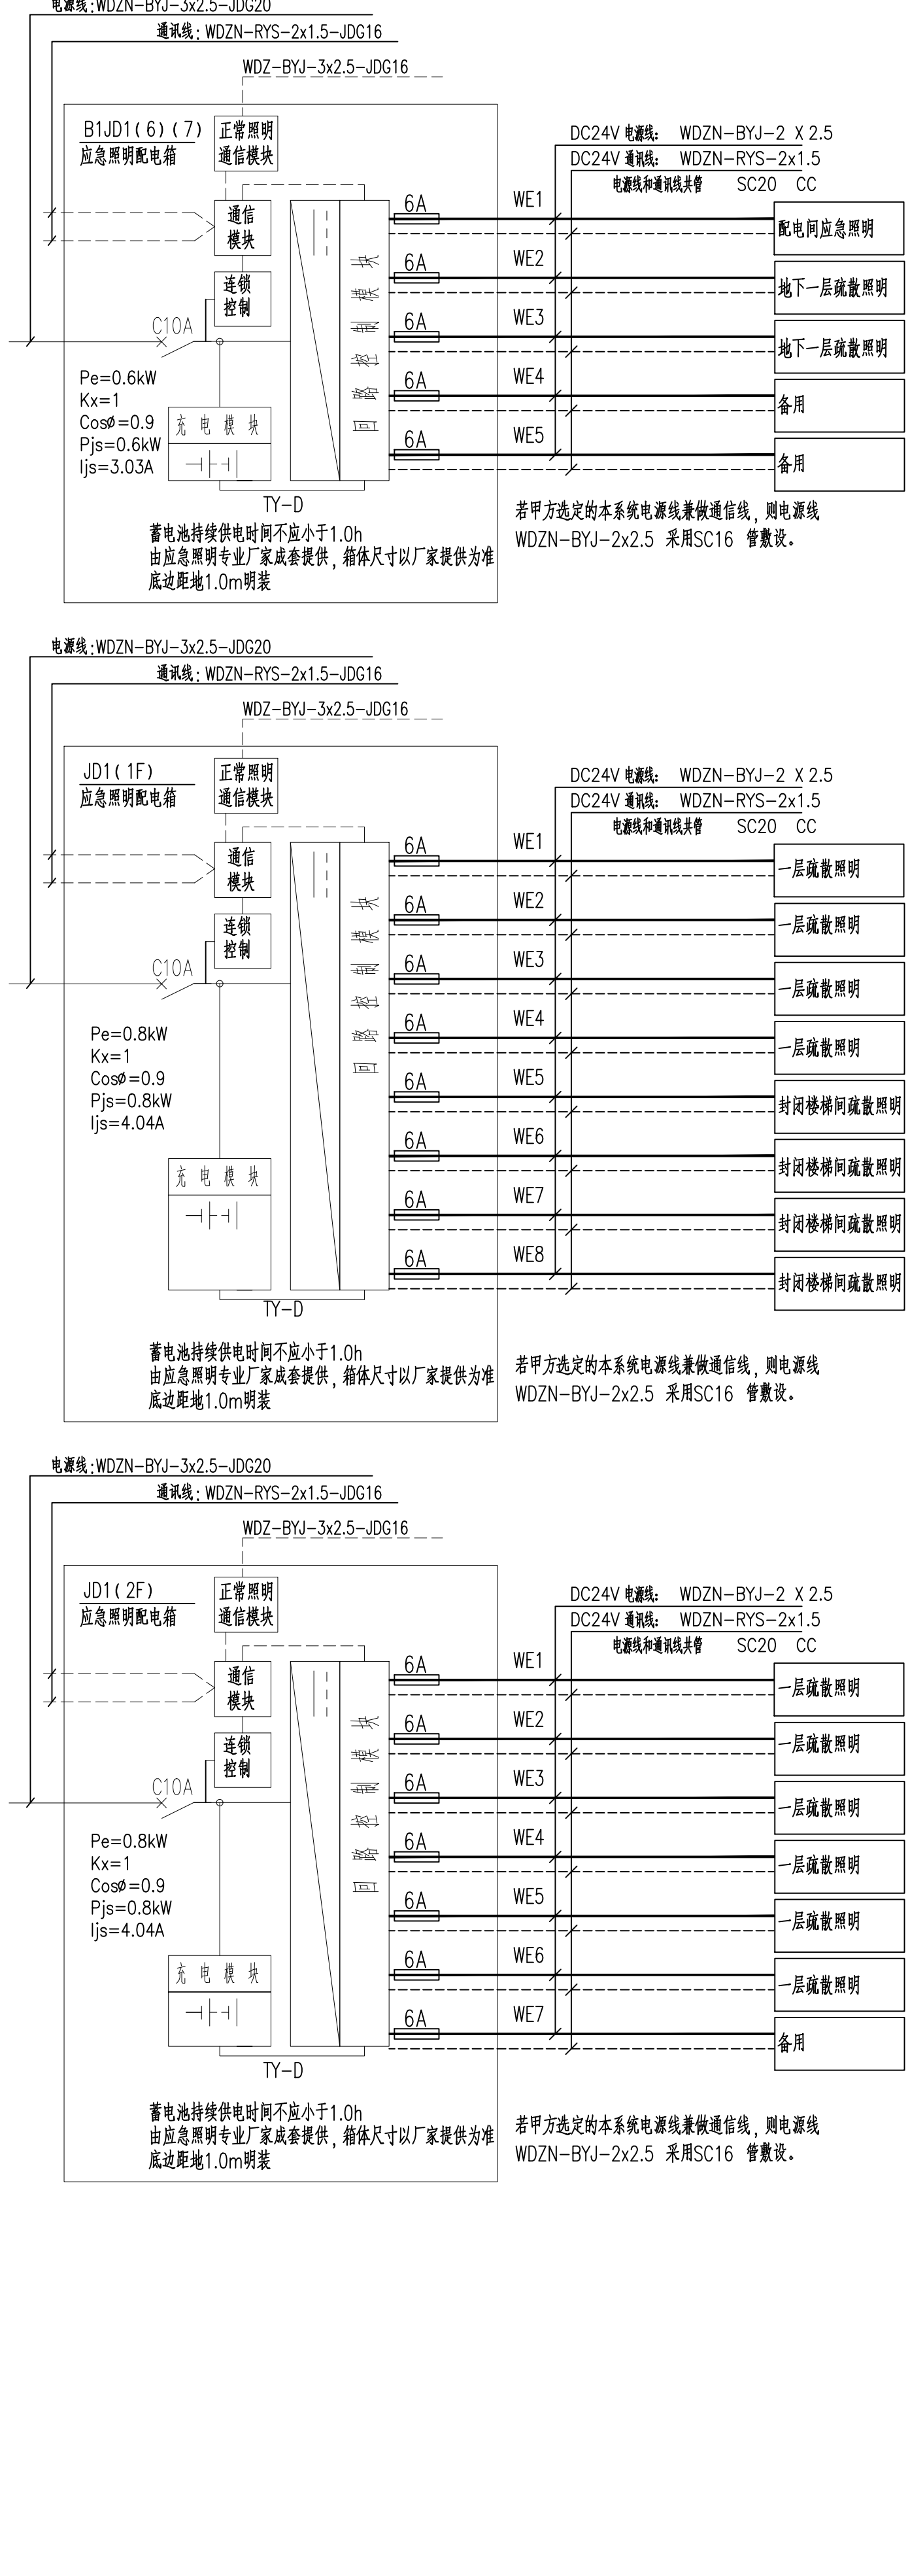 电源线:WDZN-BYJ-3x2.5-JDG20
通讯线: WDZN-RYS-2x1.5-JDG16
WDZ-BYJ-3x2.5-JDG16
B1JD1(6)(7)
应急照明配电箱
正常照明
通信模块
DC24V 电源线: WDZN-BYJ-2 X 2.5
DC24V 通讯线: WDZN-RYS-2x1.5
电源线和通讯线共管 SC20 CC
通信
模块
连锁
控制
C10A
Pe=0.6kW
Kx=1
Cosø=0.9
Pjs=0.6kW
Ijs=3.03A
充 电 模 块
回路控制模块
6A WE1 配电间应急照明
6A WE2 地下一层疏散照明
6A WE3 地下一层疏散照明
6A WE4 备用
6A WE5 备用
TY-D
蓄电池持续供电时间不应小于1.0h
由应急照明专业厂家成套提供, 箱体尺寸以厂家提供为准
底边距地1.0m明装
若甲方选定的本系统电源线兼做通信线, 则电源线
WDZN-BYJ-2x2.5 采用SC16 管敷设。
电源线:WDZN-BYJ-3x2.5-JDG20
通讯线: WDZN-RYS-2x1.5-JDG16
WDZ-BYJ-3x2.5-JDG16
JD1(1F)
应急照明配电箱
正常照明
通信模块
DC24V 电源线: WDZN-BYJ-2 X 2.5
DC24V 通讯线: WDZN-RYS-2x1.5
电源线和通讯线共管 SC20 CC
通信
模块
连锁
控制
C10A
Pe=0.8kW
Kx=1
Cosø=0.9
Pjs=0.8kW
Ijs=4.04A
充 电 模 块
回路控制模块
6A WE1 一层疏散照明
6A WE2 一层疏散照明
6A WE3 一层疏散照明
6A WE4 一层疏散照明
6A WE5 封闭楼梯间疏散照明
6A WE6 封闭楼梯间疏散照明
6A WE7 封闭楼梯间疏散照明
6A WE8 封闭楼梯间疏散照明
TY-D
蓄电池持续供电时间不应小于1.0h
由应急照明专业厂家成套提供, 箱体尺寸以厂家提供为准
底边距地1.0m明装
若甲方选定的本系统电源线兼做通信线, 则电源线
WDZN-BYJ-2x2.5 采用SC16 管敷设。
电源线:WDZN-BYJ-3x2.5-JDG20
通讯线: WDZN-RYS-2x1.5-JDG16
WDZ-BYJ-3x2.5-JDG16
JD1(2F)
应急照明配电箱
正常照明
通信模块
DC24V 电源线: WDZN-BYJ-2 X 2.5
DC24V 通讯线: WDZN-RYS-2x1.5
电源线和通讯线共管 SC20 CC
通信
模块
连锁
控制
C10A
Pe=0.8kW
Kx=1
Cosø=0.9
Pjs=0.8kW
Ijs=4.04A
充 电 模 块
回路控制模块
6A WE1 一层疏散照明
6A WE2 一层疏散照明
6A WE3 一层疏散照明
6A WE4 一层疏散照明
6A WE5 一层疏散照明
6A WE6 一层疏散照明
6A WE7 备用
TY-D
蓄电池持续供电时间不应小于1.0h
由应急照明专业厂家成套提供, 箱体尺寸以厂家提供为准
底边距地1.0m明装
若甲方选定的本系统电源线兼做通信线, 则电源线
WDZN-BYJ-2x2.5 采用SC16 管敷设。